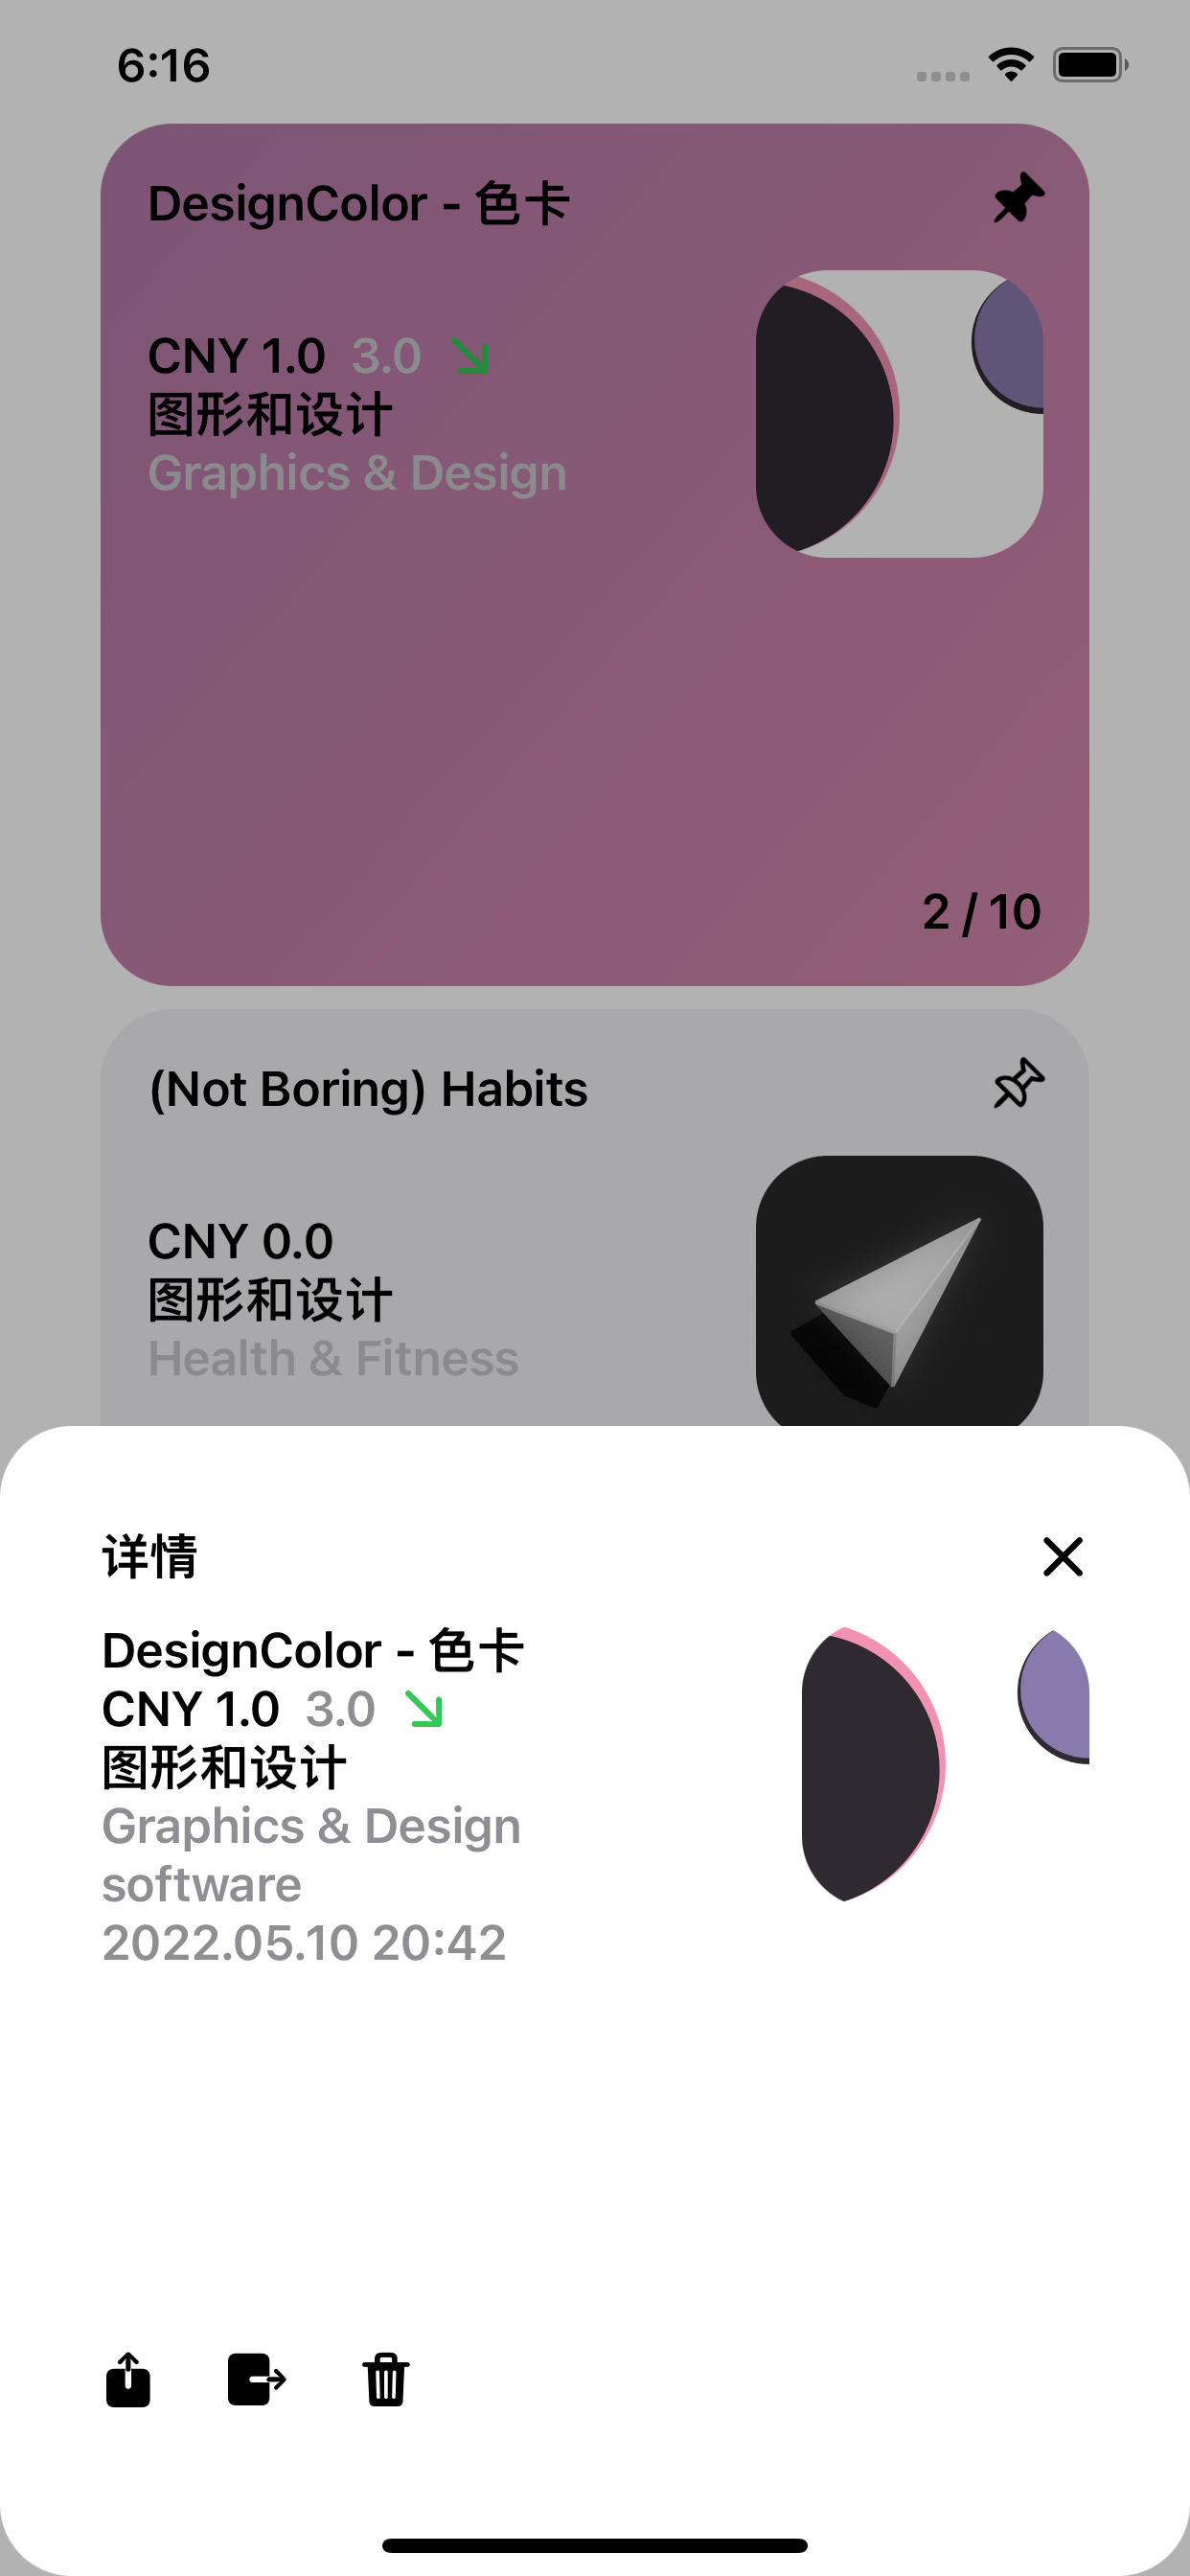 6:16
DesignColor - 色卡
CNY 1.0 3.0
图形和设计
Graphics & Design
2 / 10
(Not Boring) Habits
CNY 0.0
图形和设计
Health & Fitness
详情
DesignColor - 色卡
CNY 1.0 3.0
图形和设计
Graphics & Design
software
2022.05.10 20:42